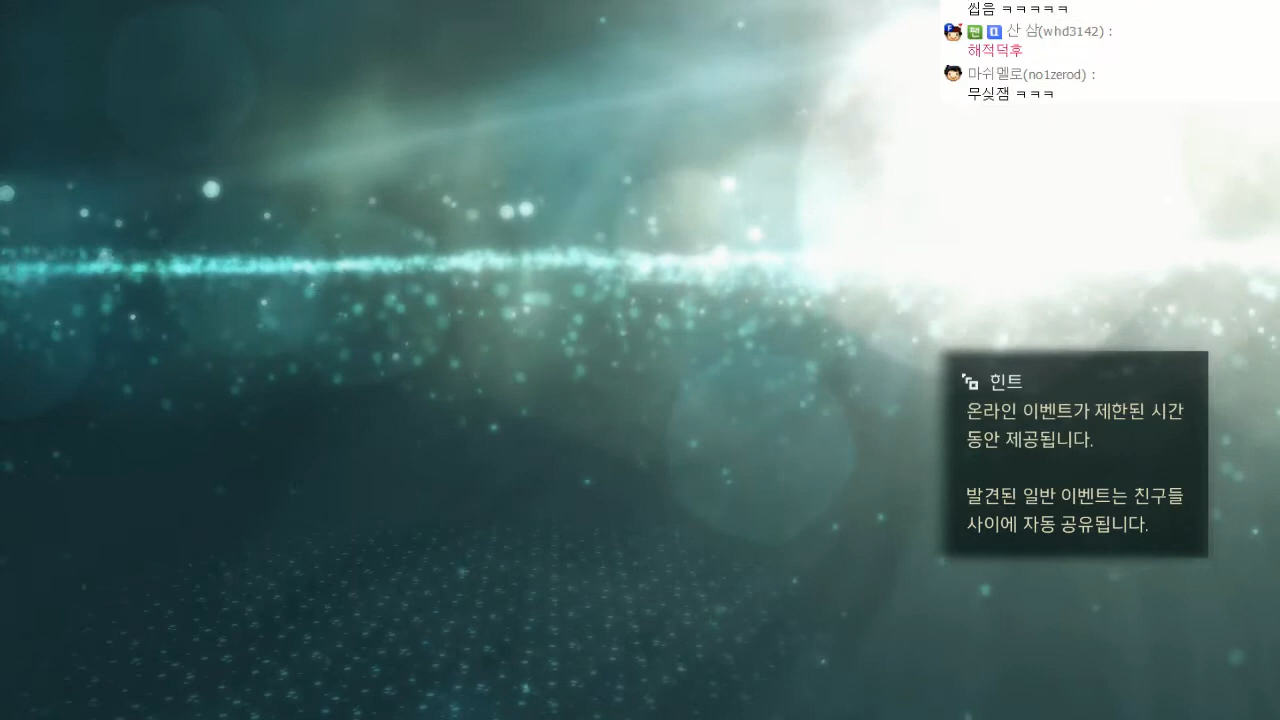 씹음 ㅋㅋㅋㅋㅋ
팬 산 삼(whd3142) :
해적덕후
마쉬멜로(no1zerod) :
무싲잼 ㅋㅋㅋ
힌트
온라인 이벤트가 제한된 시간
동안 제공됩니다.
발견된 일반 이벤트는 친구들
사이에 자동 공유됩니다.